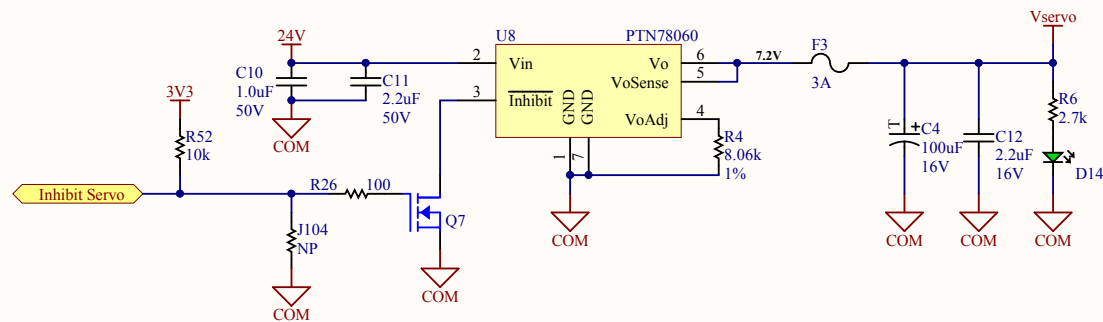 Vservo
24V
U8
PTN78060
C10
1.0uF
50V
C11
2.2uF
50V
2
Vin
Vo
6
7.2V
F3
3A
VoSense
5
3
Inhibit
GND
GND
VoAdj
4
1
7
R4
8.06k
1%
T
C4
100uF
16V
C12
2.2uF
16V
R6
2.7k
D14
3V3
COM
R52
10k
Inhibit Servo
R26
100
Q7
J104
NP
COM
COM
COM
COM
COM
COM